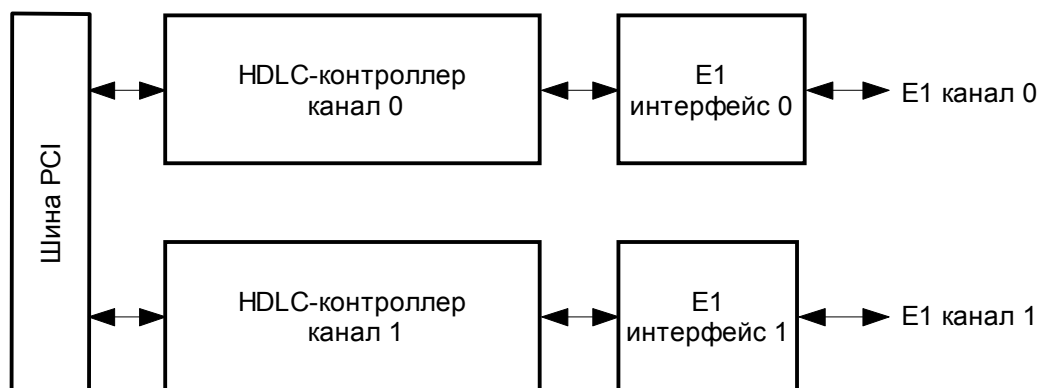 Шина PCI
HDLC-контроллер
канал 0
E1
интерфейс 0
E1 канал 0
HDLC-контроллер
канал 1
E1
интерфейс 1
E1 канал 1